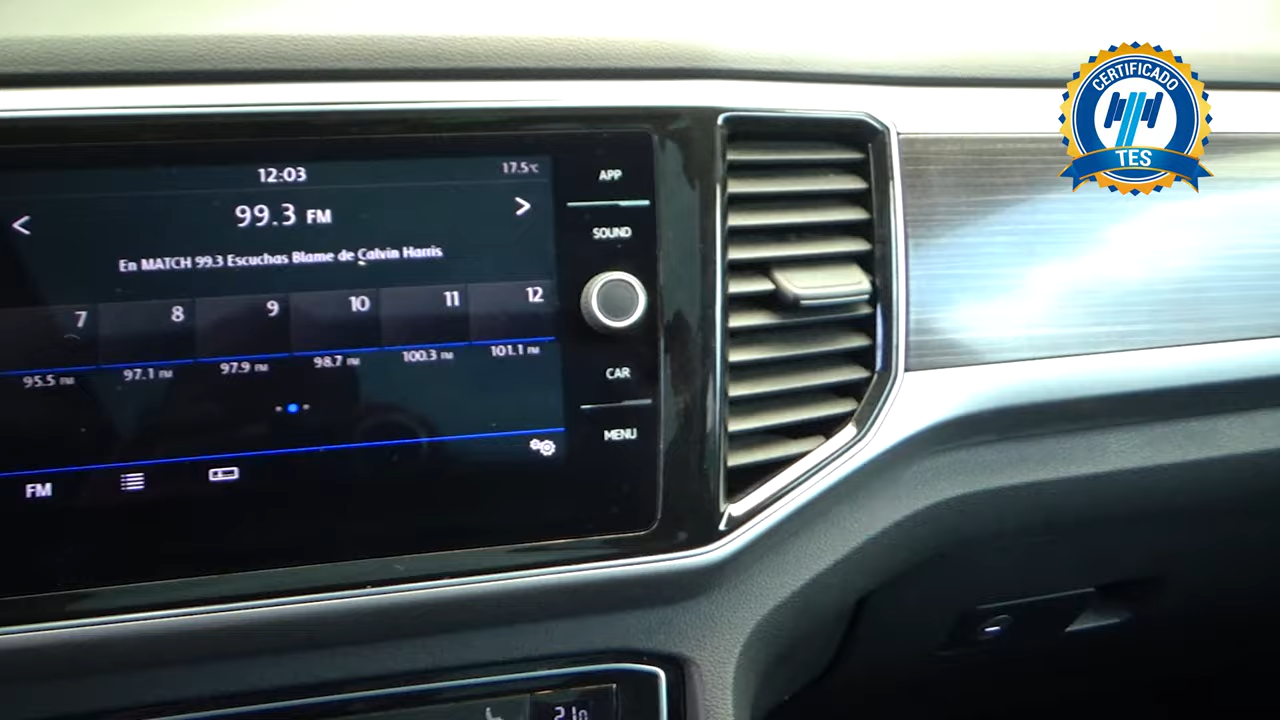 12:03
17.5°C
99.3 FM
En MATCH 99.3 Escuchas Blame de Calvin Harris
7 8 9 10 11 12
95.5 FM 97.1 FM 97.9 FM 98.7 FM 100.3 FM 101.1 FM
FM
APP
SOUND
CAR
MENU
CERTIFICADO
TES